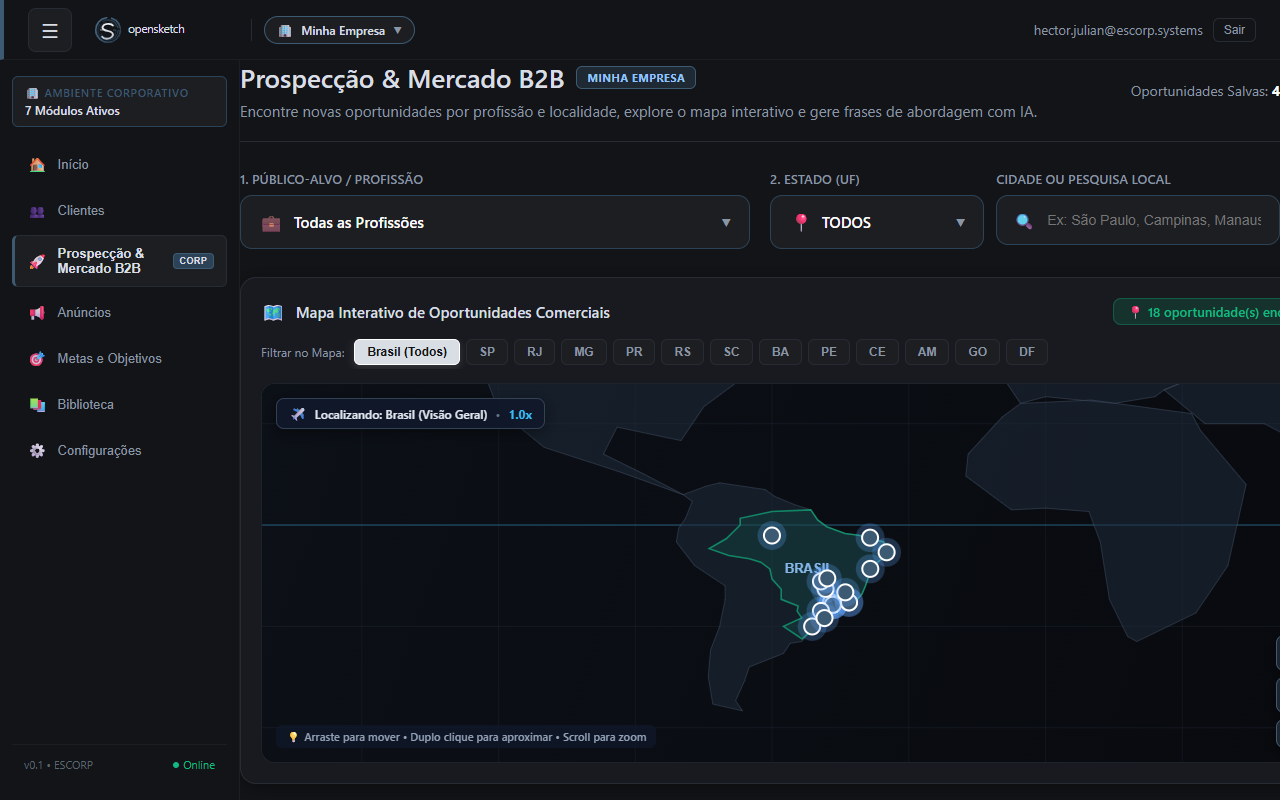 ☰
opensketch
Minha Empresa ▼
hector.julian@escorp.systems
Sair
AMBIENTE CORPORATIVO
7 Módulos Ativos
Início
Clientes
Prospecção &
Mercado B2B
CORP
Anúncios
Metas e Objetivos
Biblioteca
Configurações
v0.1 • ESCORP
Online
Prospecção & Mercado B2B
MINHA EMPRESA
Oportunidades Salvas: 4
Encontre novas oportunidades por profissão e localidade, explore o mapa interativo e gere frases de abordagem com IA.
1. PÚBLICO-ALVO / PROFISSÃO
2. ESTADO (UF)
CIDADE OU PESQUISA LOCAL
Todas as Profissões ▼
TODOS ▼
Ex: São Paulo, Campinas, Manaus
Mapa Interativo de Oportunidades Comerciais
18 oportunidade(s)
Filtrar no Mapa:
Brasil (Todos)
SP
RJ
MG
PR
RS
SC
BA
PE
CE
AM
GO
DF
Localizando: Brasil (Visão Geral) • 1.0x
BRASIL
Arraste para mover • Duplo clique para aproximar • Scroll para zoom